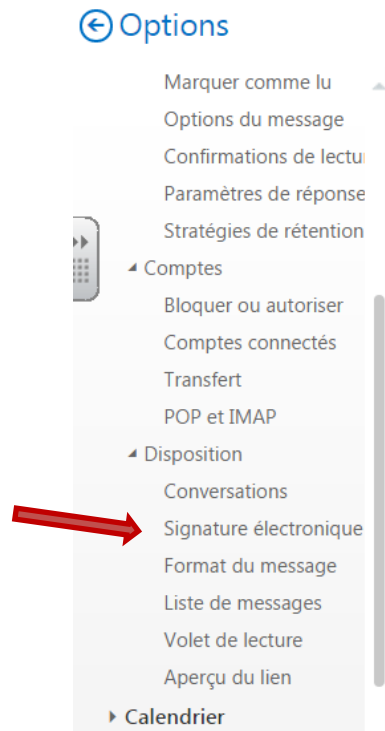 Options
Marquer comme lu
Options du message
Confirmations de lectu
Paramètres de réponse
Stratégies de rétention
Comptes
Bloquer ou autoriser
Comptes connectés
Transfert
POP et IMAP
Disposition
Conversations
Signature électronique
Format du message
Liste de messages
Volet de lecture
Aperçu du lien
Calendrier